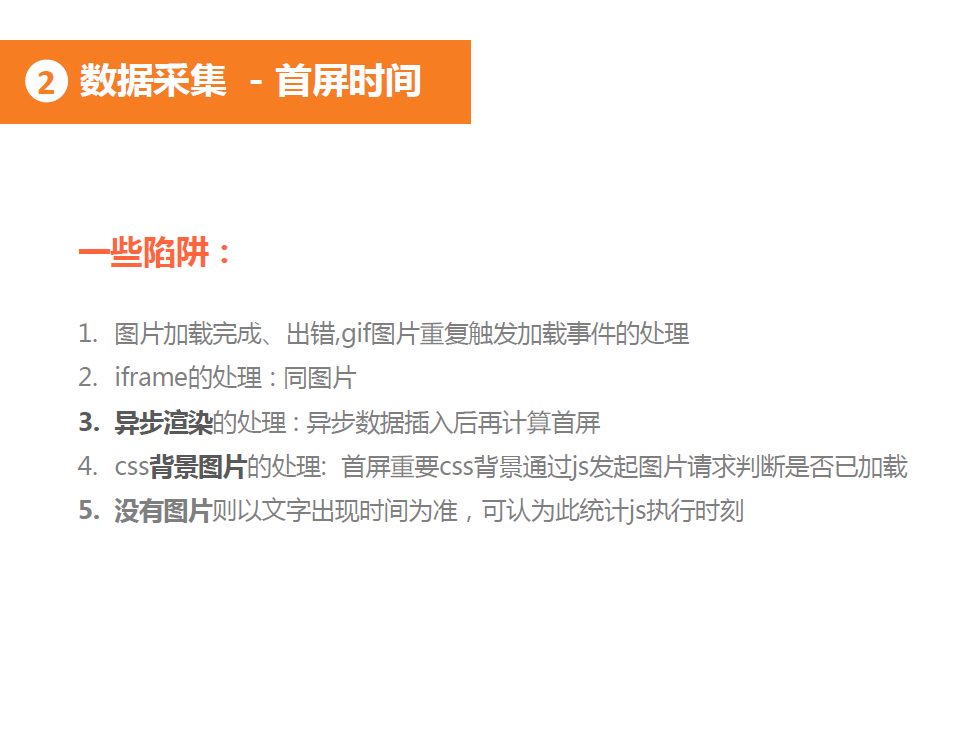 2 数据采集 - 首屏时间
一些陷阱：
1. 图片加载完成、出错,gif图片重复触发加载事件的处理
2. iframe的处理：同图片
3. 异步渲染的处理：异步数据插入后再计算首屏
4. css背景图片的处理: 首屏重要css背景通过js发起图片请求判断是否已加载
5. 没有图片则以文字出现时间为准，可认为此统计js执行时刻